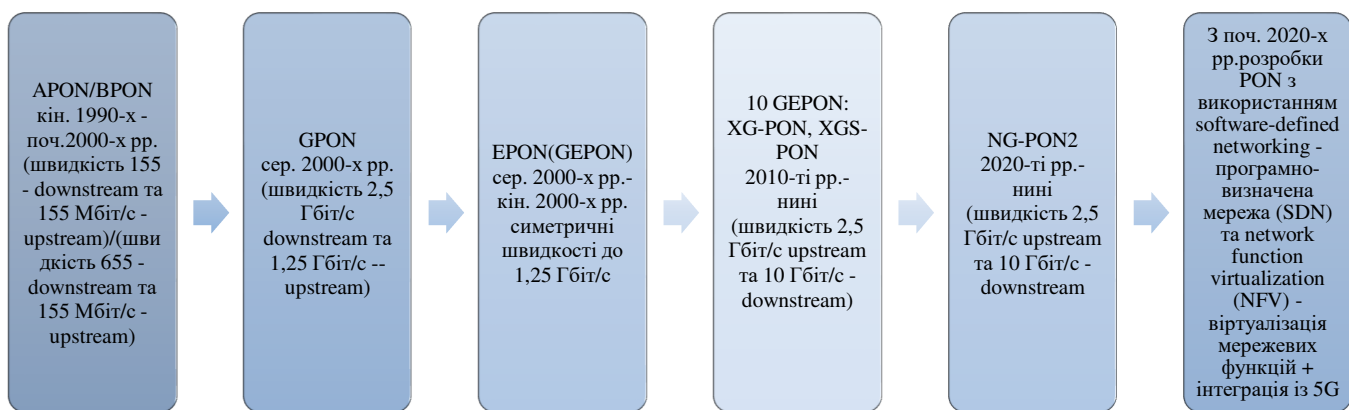 APON/BPON
кін. 1990-х -
поч.2000-х рр.
(швидкість 155
- downstream та
155 Мбіт/с -
upstream)/(шви
дкість 655 -
downstream та
155 Мбіт/с -
upstream)
GPON
сер. 2000-х рр.
(швидкість 2,5
Гбіт/с
downstream та
1,25 Гбіт/с --
upstream)
EPON(GEPON)
сер. 2000-х рр.-
кін. 2000-х рр.
симетричні
швидкості до
1,25 Гбіт/с
10 GEPON:
XG-PON, XGS-
PON
2010-ті рр.-
нині
(швидкість 2,5
Гбіт/с upstream
та 10 Гбіт/с -
downstream)
NG-PON2
2020-ті рр.-
нині
(швидкість 2,5
Гбіт/с upstream
та 10 Гбіт/с -
downstream
З поч. 2020-х
рр.розробки
PON з
використанням
software-defined
networking -
програмно-
визначена
мережа (SDN)
та network
function
virtualization
(NFV) -
віртуалізація
мережевих
функцій +
інтеграція із 5G